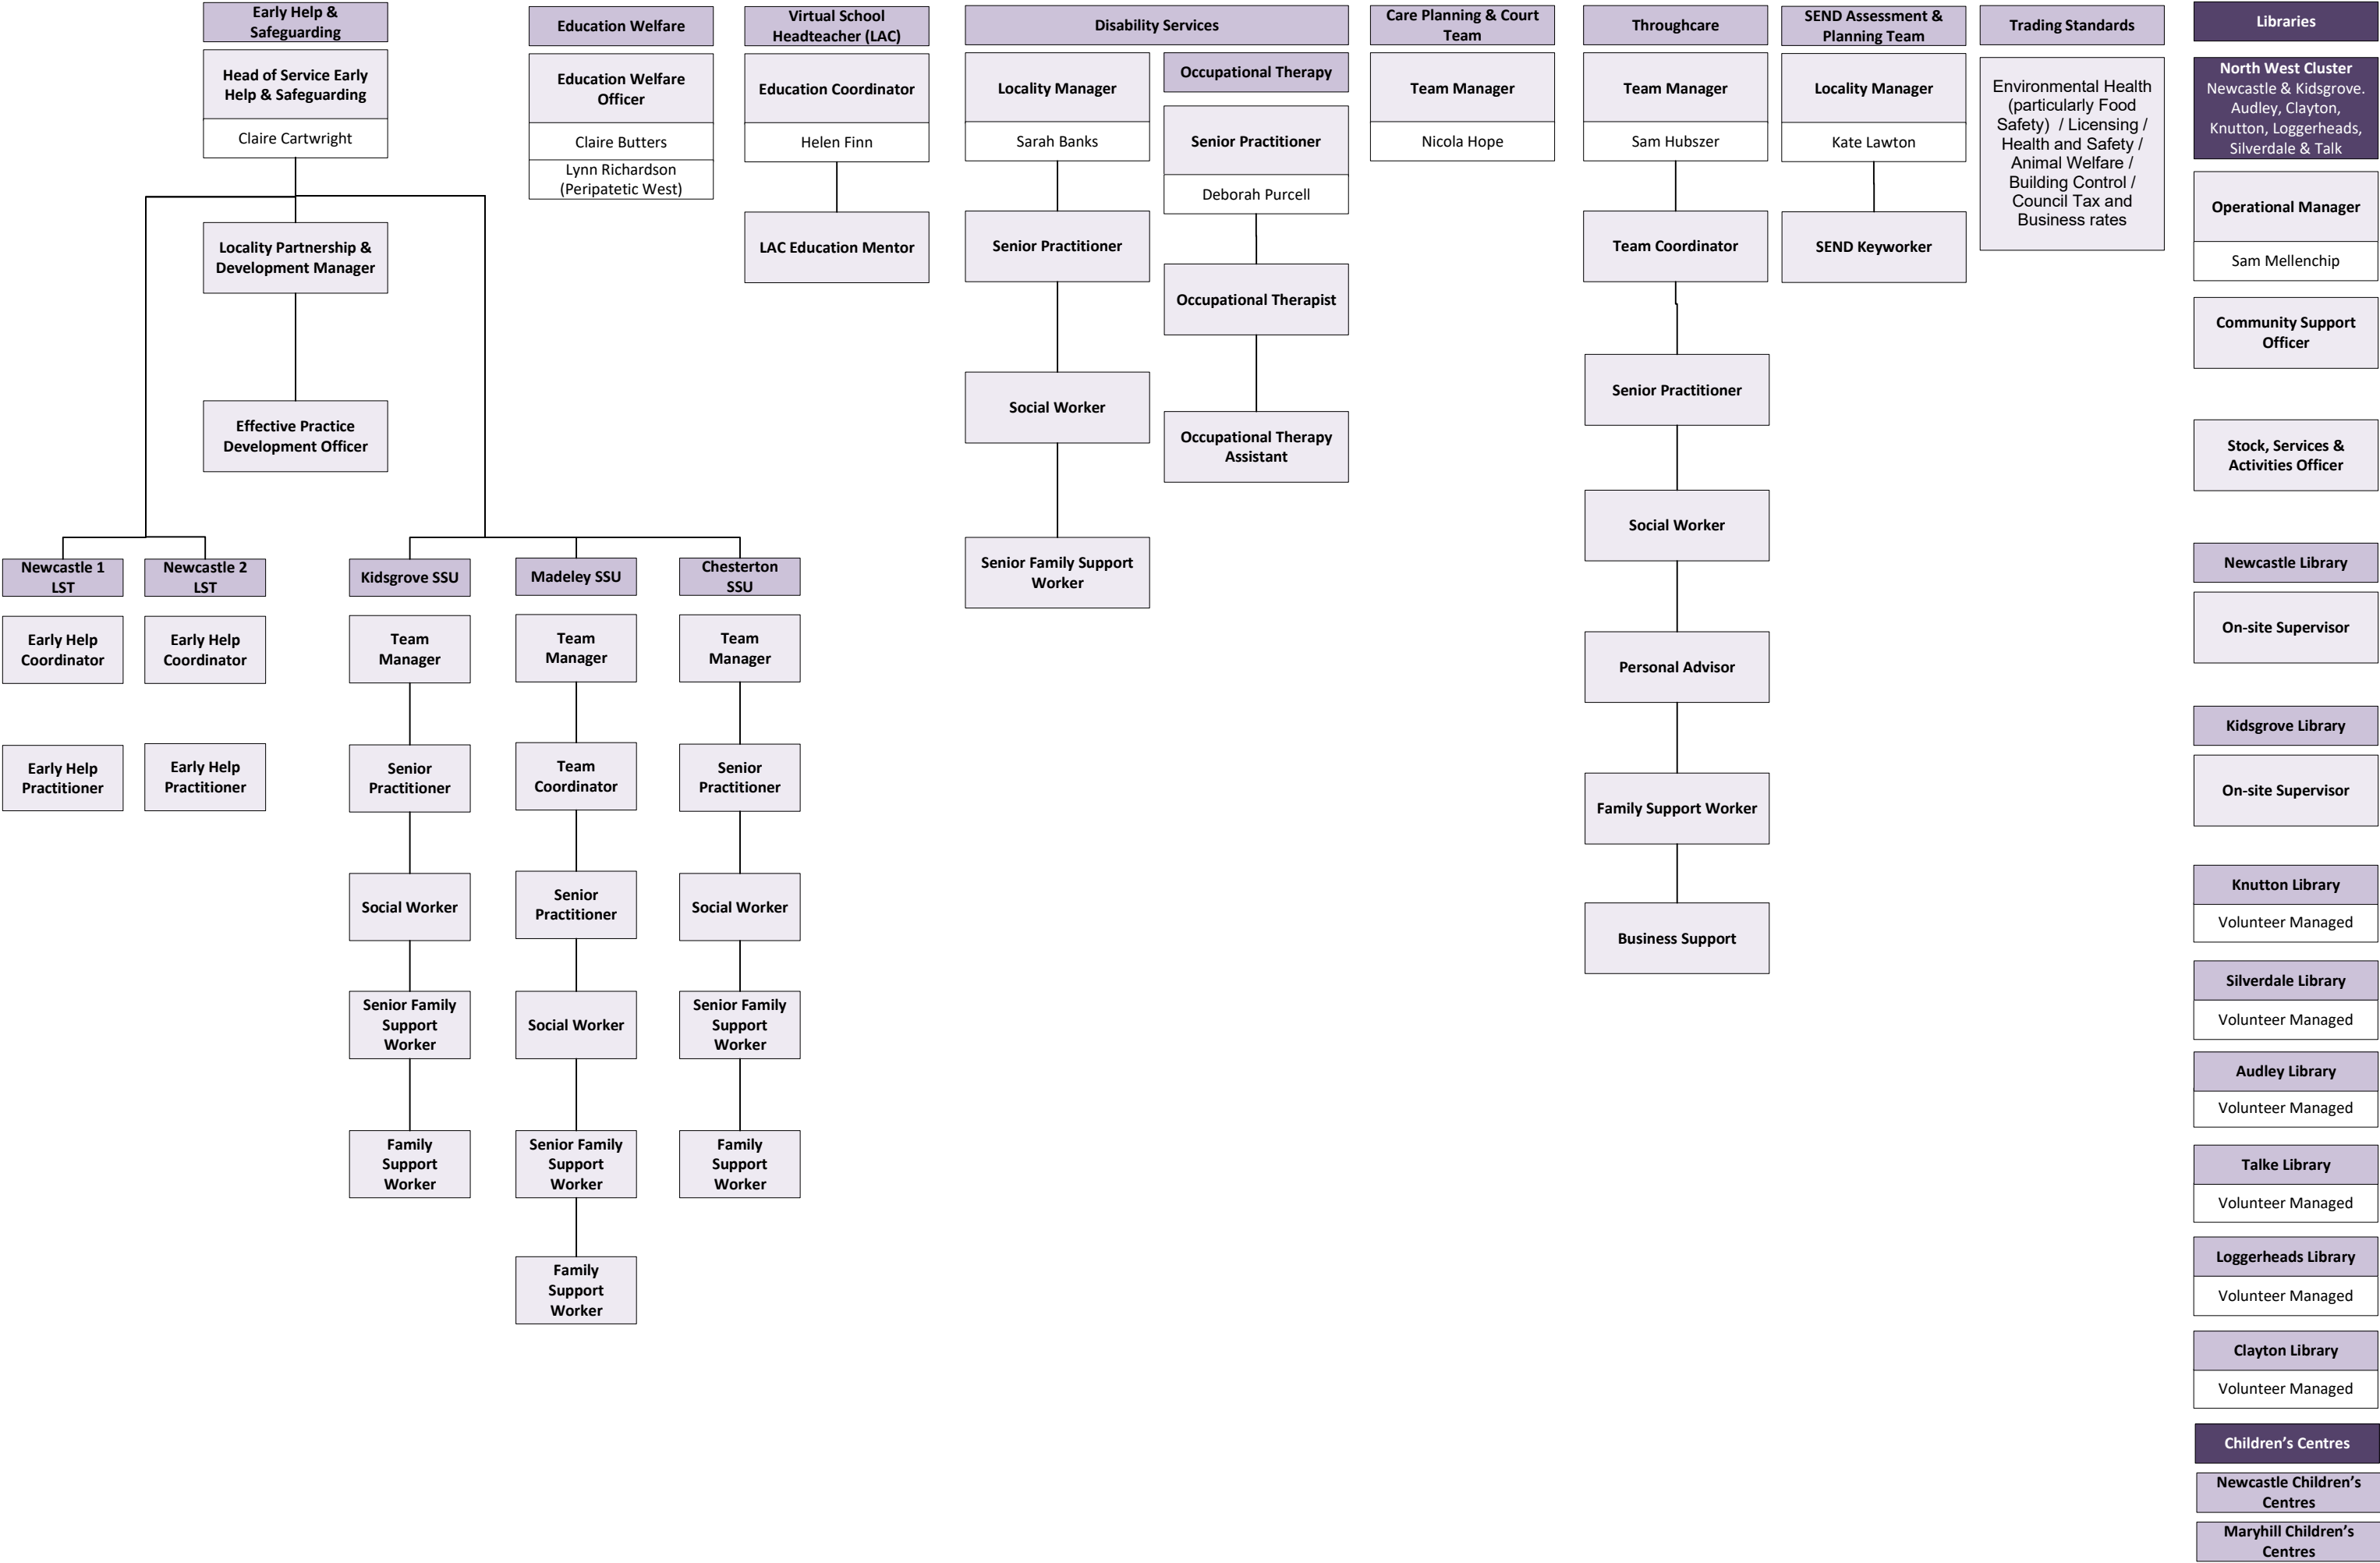 Early Help &
Safeguarding
Head of Service Early
Help & Safeguarding
Claire Cartwright
Locality Partnership &
Development Manager
Effective Practice
Development Officer
Newcastle 1
LST
Early Help
Coordinator
Early Help
Practitioner
Newcastle 2
LST
Early Help
Coordinator
Early Help
Practitioner
Kidsgrove SSU
Team
Manager
Senior
Practitioner
Social Worker
Senior Family
Support
Worker
Family
Support
Worker
Madeley SSU
Team
Manager
Team
Coordinator
Senior
Practitioner
Social Worker
Senior Family
Support
Worker
Family
Support
Worker
Chesterton
SSU
Team
Manager
Senior
Practitioner
Social Worker
Senior Family
Support
Worker
Family
Support
Worker
Education Welfare
Education Welfare
Officer
Claire Butters
Lynn Richardson
(Peripatetic West)
Virtual School
Headteacher (LAC)
Education Coordinator
Helen Finn
LAC Education Mentor
Disability Services
Locality Manager
Sarah Banks
Senior Practitioner
Social Worker
Senior Family Support
Worker
Occupational Therapy
Senior Practitioner
Deborah Purcell
Occupational Therapist
Occupational Therapy
Assistant
Care Planning & Court
Team
Team Manager
Nicola Hope
Throughcare
Team Manager
Sam Hubszer
Team Coordinator
Senior Practitioner
Social Worker
Personal Advisor
Family Support Worker
Business Support
SEND Assessment &
Planning Team
Locality Manager
Kate Lawton
SEND Keyworker
Trading Standards
Environmental Health
(particularly Food
Safety) / Licensing /
Health and Safety /
Animal Welfare /
Building Control /
Council Tax and
Business rates
Libraries
North West Cluster
Newcastle & Kidsgrove.
Audley, Clayton,
Knutton, Loggerheads,
Silverdale & Talk
Operational Manager
Sam Mellenchip
Community Support
Officer
Stock, Services &
Activities Officer
Newcastle Library
On-site Supervisor
Kidsgrove Library
On-site Supervisor
Knutton Library
Volunteer Managed
Silverdale Library
Volunteer Managed
Audley Library
Volunteer Managed
Talke Library
Volunteer Managed
Loggerheads Library
Volunteer Managed
Clayton Library
Volunteer Managed
Children’s Centres
Newcastle Children’s
Centres
Maryhill Children’s
Centres